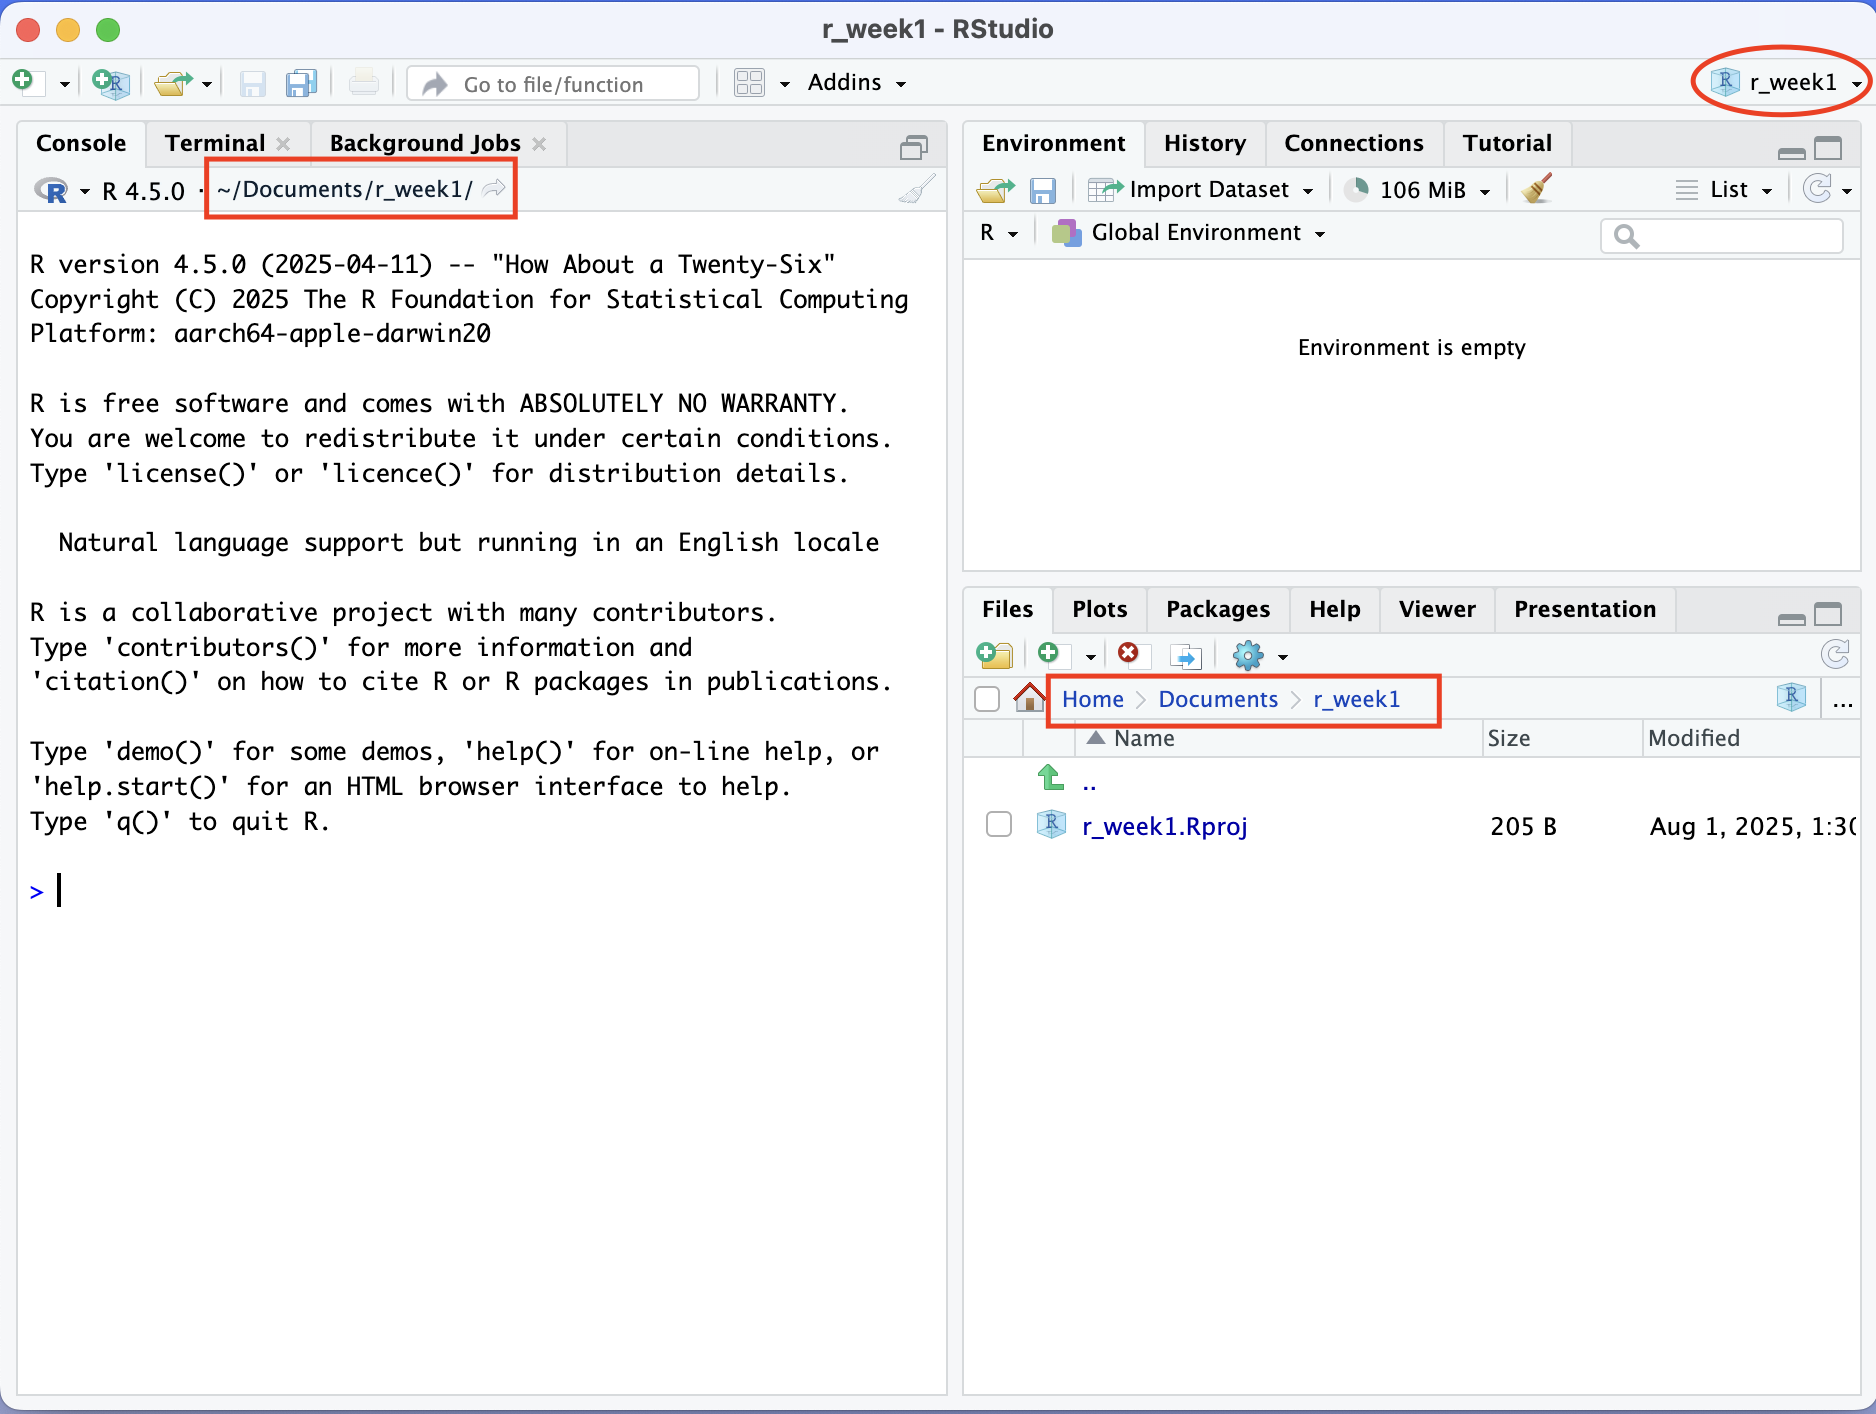 r_week1 - RStudio
Go to file/function
Addins
r_week1
Console
Terminal
Background Jobs
R 4.5.0 · ~/Documents/r_week1/
R version 4.5.0 (2025-04-11) -- "How About a Twenty-Six"
Copyright (C) 2025 The R Foundation for Statistical Computing
Platform: aarch64-apple-darwin20
R is free software and comes with ABSOLUTELY NO WARRANTY.
You are welcome to redistribute it under certain conditions.
Type 'license()' or 'licence()' for distribution details.
Natural language support but running in an English locale
R is a collaborative project with many contributors.
Type 'contributors()' for more information and
'citation()' on how to cite R or R packages in publications.
Type 'demo()' for some demos, 'help()' for on-line help, or
'help.start()' for an HTML browser interface to help.
Type 'q()' to quit R.
>
Environment
History
Connections
Tutorial
Import Dataset
106 MiB
List
R
Global Environment
Environment is empty
Files
Plots
Packages
Help
Viewer
Presentation
Home
Documents
r_week1
...
Name
Size
Modified
..
r_week1.Rproj
205 B
Aug 1, 2025, 1:30